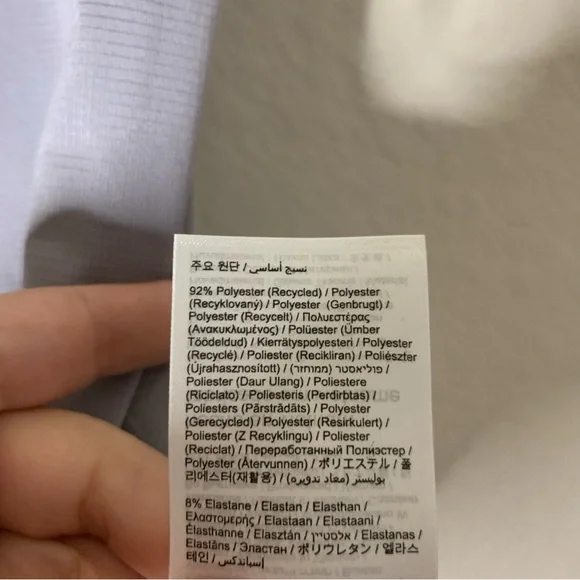 주요 원단 / نسيج أساسي /
92% Polyester (Recycled) / Polyester
(Recyklovaný) / Polyester (Genbrugt) /
Polyester (Recycelt) / Πολυεστέρας
(Ανακυκλωμένος) / Polüester (Ümber
Töödeldud) / Kierrätyspolyesteri / Polyester
(Recyclé) / Poliester (Recikliran) / Poliészter
(Újrahasznosított) / פוליאסטר (ממוחזר) /
Poliester (Daur Ulang) / Poliestere
(Riciclato) / Poliesteris (Perdirbtas) /
Poliesters (Pārstrādāts) / Polyester
(Gerecycled) / Polyester (Resirkulert) /
Poliester (Z Recyklingu) / Poliester
(Reciclat) / Переработанный Полиэстер /
Polyester (Återvunnen) / ポリエステル / 폴
리에스터(재활용) / بوليستر (معاد تدويره)
8% Elastane / Elastan / Elasthan /
Ελαστομερής / Elastaan / Elastaani /
Élasthanne / Elasztán / אלסטיין / Elastanas /
Elastāns / Эластан / ポリウレタン / 엘라스
테인 / إسباندكس